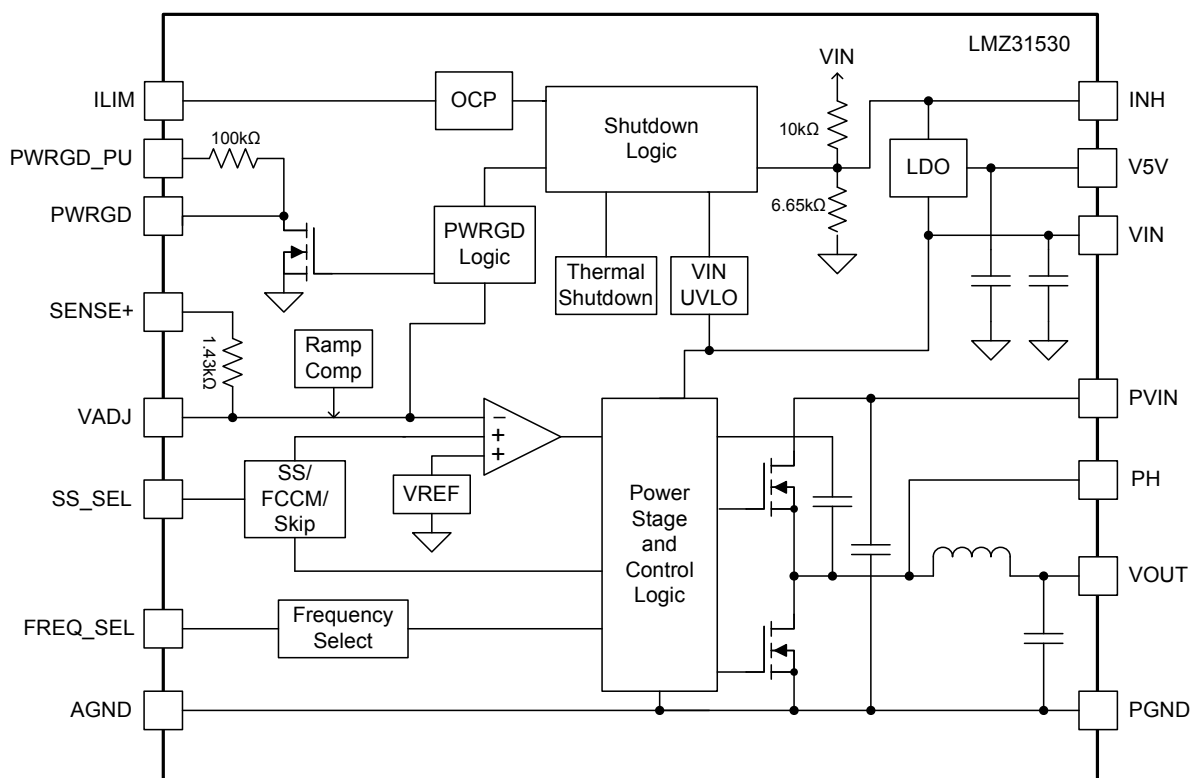 LMZ31530
VIN
ILIM
OCP
Shutdown
Logic
10kΩ
INH
PWRGD_PU
100kΩ
LDO
V5V
PWRGD
PWRGD
Logic
6.65kΩ
VIN
Thermal
Shutdown
VIN
UVLO
SENSE+
1.43kΩ
Ramp
Comp
VADJ
PVIN
SS_SEL
SS/
FCCM/
Skip
VREF
Power
Stage
and
Control
Logic
PH
VOUT
FREQ_SEL
Frequency
Select
AGND
PGND